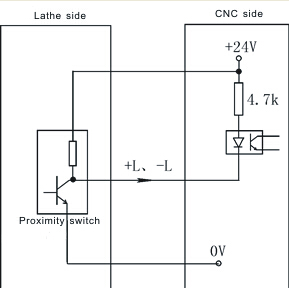 Lathe side
CNC side
+24V
4.7k
+L、-L
Proximity switch
0V